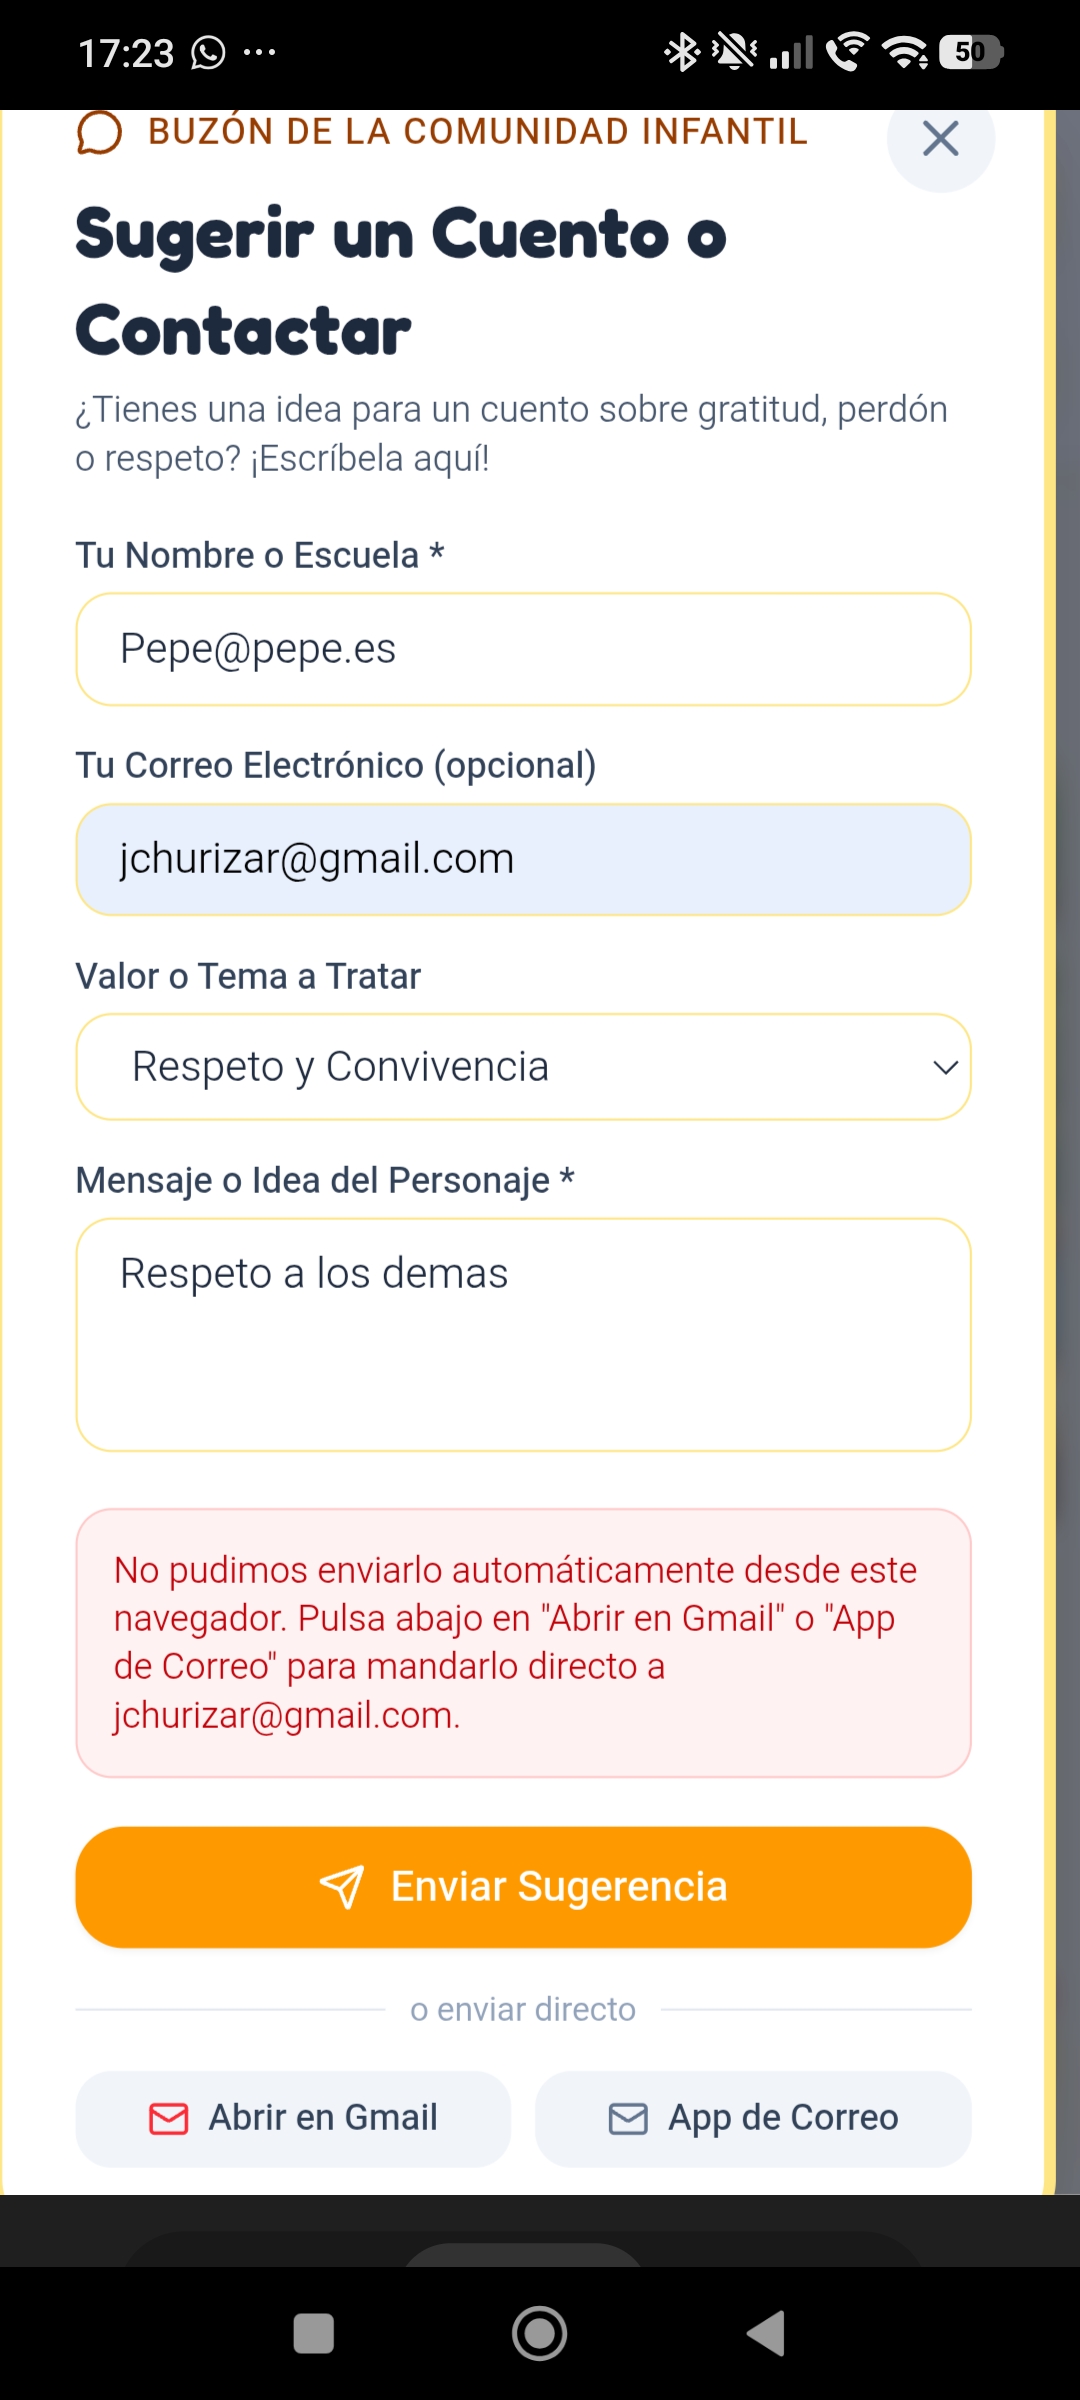 17:23
50
BUZÓN DE LA COMUNIDAD INFANTIL
Sugerir un Cuento o
Contactar
¿Tienes una idea para un cuento sobre gratitud, perdón
o respeto? ¡Escríbela aquí!
Tu Nombre o Escuela *
Pepe@pepe.es
Tu Correo Electrónico (opcional)
jchurizar@gmail.com
Valor o Tema a Tratar
Respeto y Convivencia
Mensaje o Idea del Personaje *
Respeto a los demas
No pudimos enviarlo automáticamente desde este
navegador. Pulsa abajo en "Abrir en Gmail" o "App
de Correo" para mandarlo directo a
jchurizar@gmail.com.
Enviar Sugerencia
o enviar directo
Abrir en Gmail
App de Correo